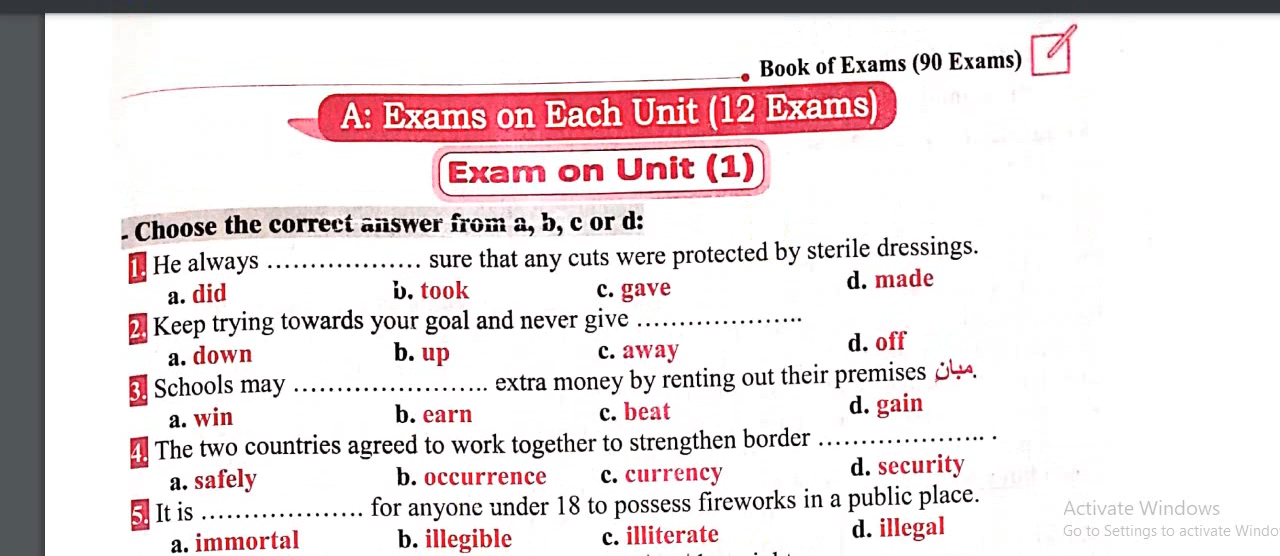 Book of Exams (90 Exams)
A: Exams on Each Unit (12 Exams)
Exam on Unit (1)
- Choose the correct answer from a, b, c or d:
1. He always .................. sure that any cuts were protected by sterile dressings.
a. did b. took c. gave d. made
2. Keep trying towards your goal and never give ....................
a. down b. up c. away d. off
3. Schools may ....................... extra money by renting out their premises مبان.
a. win b. earn c. beat d. gain
4. The two countries agreed to work together to strengthen border .................... .
a. safely b. occurrence c. currency d. security
5. It is ................... for anyone under 18 to possess fireworks in a public place.
a. immortal b. illegible c. illiterate d. illegal
Activate Windows
Go to Settings to activate Windo